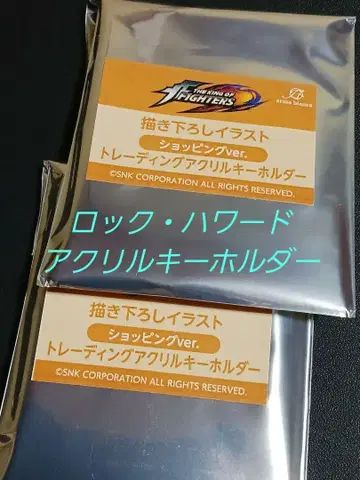 THE KING OF
FIGHTERS
描き下ろしイラスト
ショッピングver.
トレーディングアクリルキーホルダー
©SNK CORPORATION ALL RIGHTS RESERVED.
ロック・ハワード
アクリルキーホルダー
描き下ろしイラスト
ショッピングver.
トレーディングアクリルキーホルダー
©SNK CORPORATION ALL RIGHTS RESERVED.